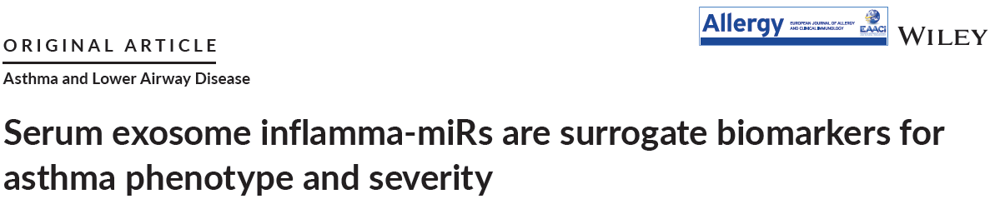 Allergy
EUROPEAN JOURNAL OF ALLERGY
AND CLINICAL IMMUNOLOGY
EAACI
WILEY
ORIGINAL ARTICLE
Asthma and Lower Airway Disease
Serum exosome inflamma-miRs are surrogate biomarkers for
asthma phenotype and severity